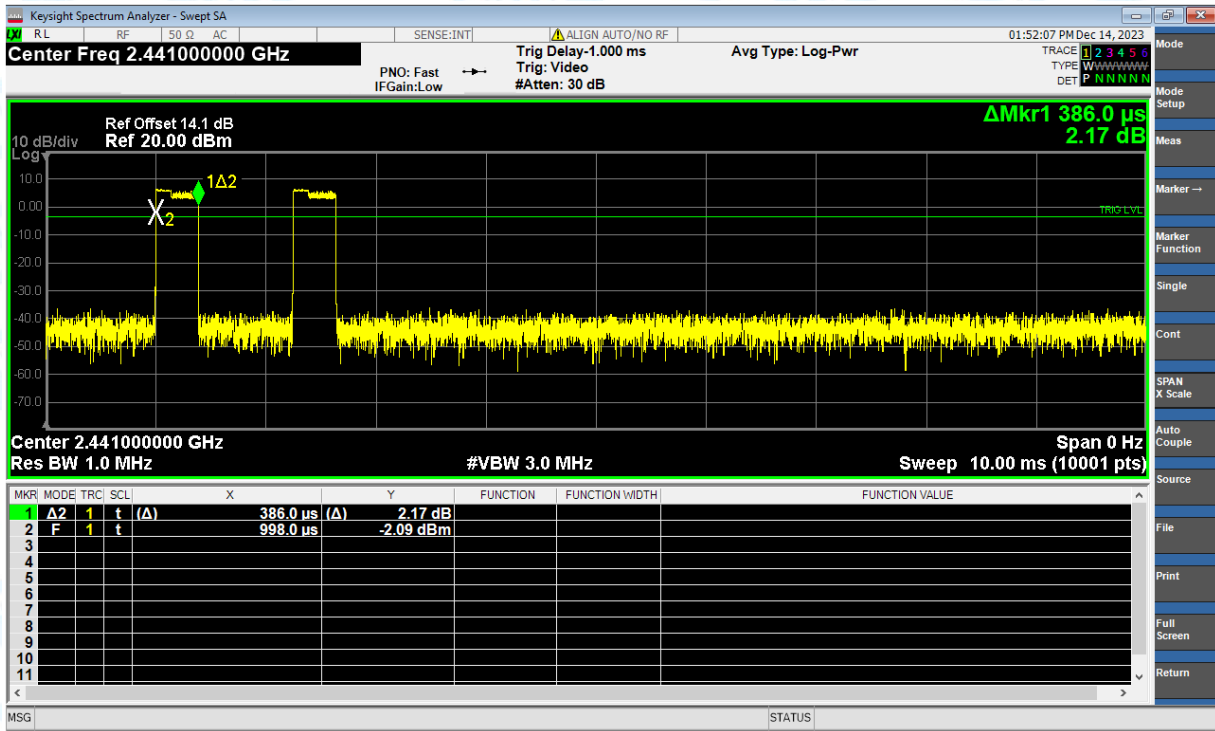 Keysight Spectrum Analyzer - Swept SA
LXI RL RF 50 Ω AC SENSE:INT ALIGN AUTO/NO RF 01:52:07 PM Dec 14, 2023
Center Freq 2.441000000 GHz
PNO: Fast
IFGain:Low
Trig Delay-1.000 ms
Trig: Video
#Atten: 30 dB
Avg Type: Log-Pwr
TRACE 1 2 3 4 5 6
TYPE WWWWWW
DET P N N N N N
ΔMkr1 386.0 µs
2.17 dB
Ref Offset 14.1 dB
10 dB/div Ref 20.00 dBm
Log
10.0
0.00
-10.0
-20.0
-30.0
-40.0
-50.0
-60.0
-70.0
1Δ2
2
TRIG LVL
Center 2.441000000 GHz Span 0 Hz
Res BW 1.0 MHz #VBW 3.0 MHz Sweep 10.00 ms (10001 pts)
MKR MODE TRC SCL X Y FUNCTION FUNCTION WIDTH FUNCTION VALUE
1 Δ2 1 t (Δ) 386.0 µs (Δ) 2.17 dB
2 F 1 t 998.0 µs -2.09 dBm
3
4
5
6
7
8
9
10
11
MSG STATUS
Mode
Mode
Setup
Meas
Marker →
Marker
Function
Single
Cont
SPAN
X Scale
Auto
Couple
Source
File
Print
Full
Screen
Return